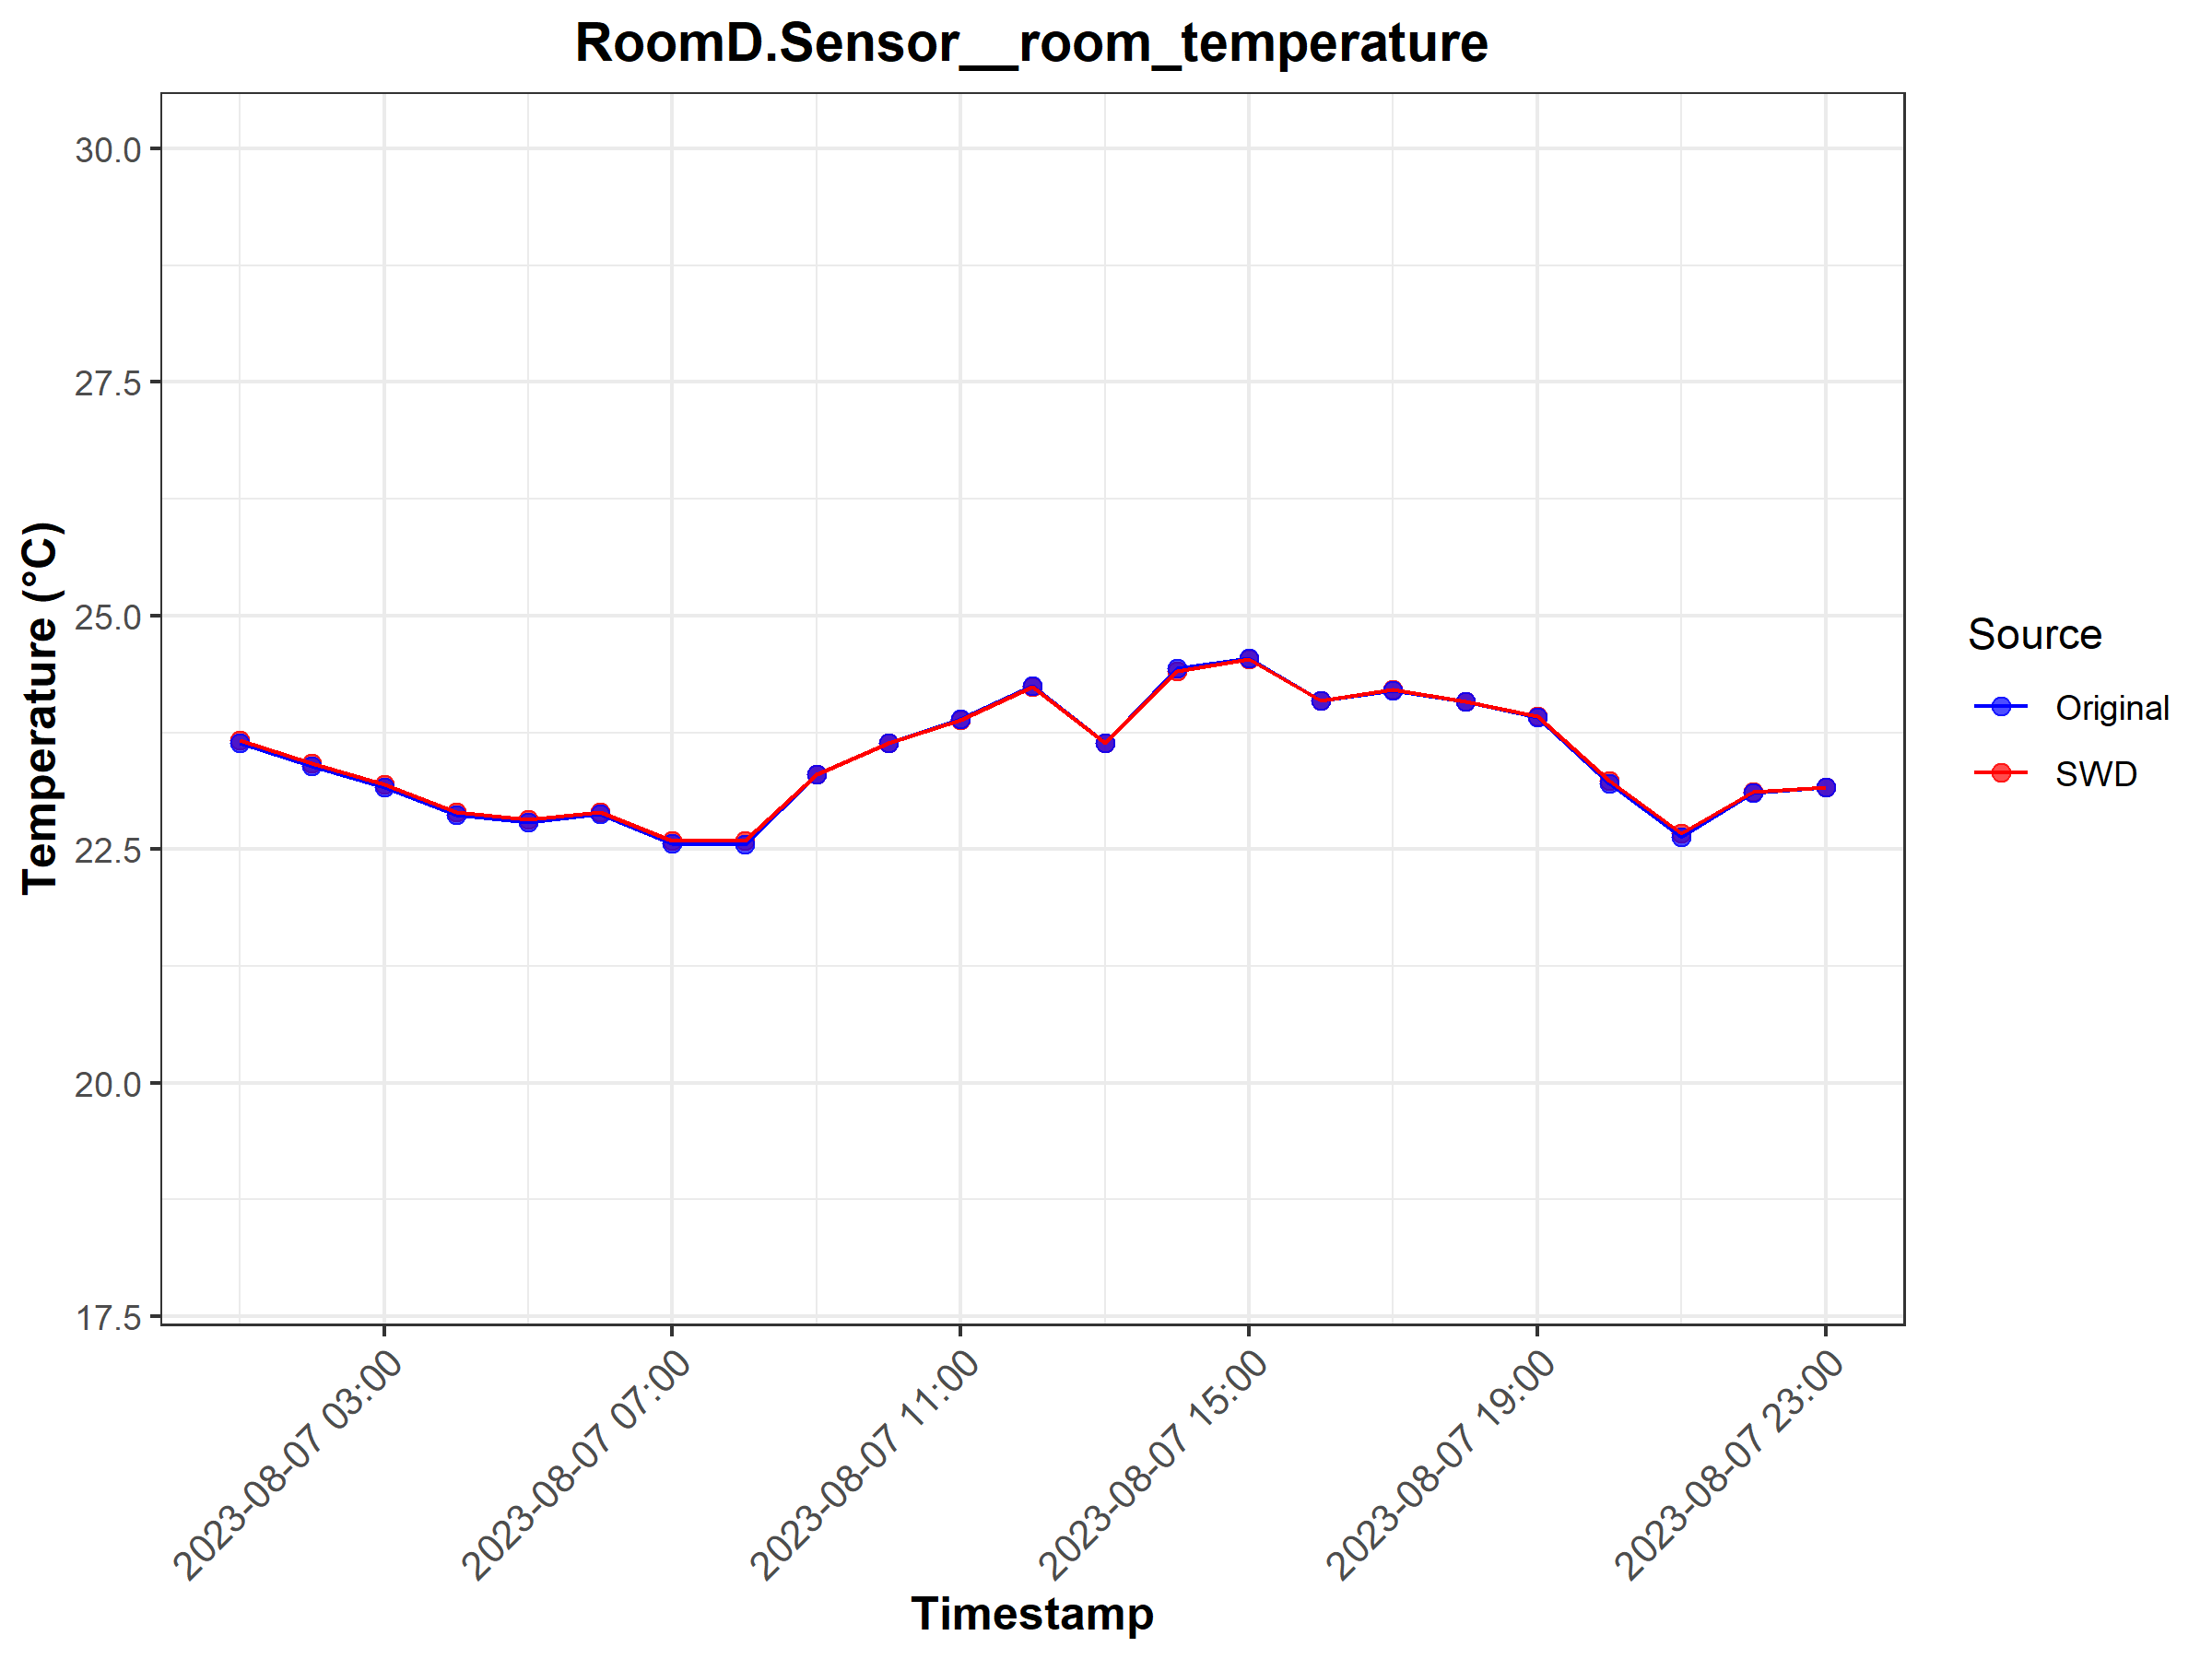 RoomD.Sensor__room_temperature
Temperature (°C)
30.0
27.5
25.0
22.5
20.0
17.5
2023-08-07 03:00
2023-08-07 07:00
2023-08-07 11:00
2023-08-07 15:00
2023-08-07 19:00
2023-08-07 23:00
Timestamp
Source
Original
SWD